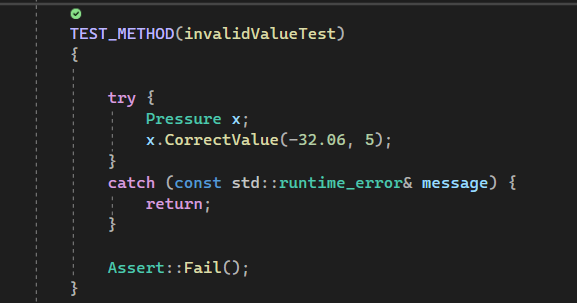 TEST_METHOD(invalidValueTest)
{
try {
Pressure x;
x.CorrectValue(-32.06, 5);
}
catch (const std::runtime_error& message) {
return;
}
Assert::Fail();
}